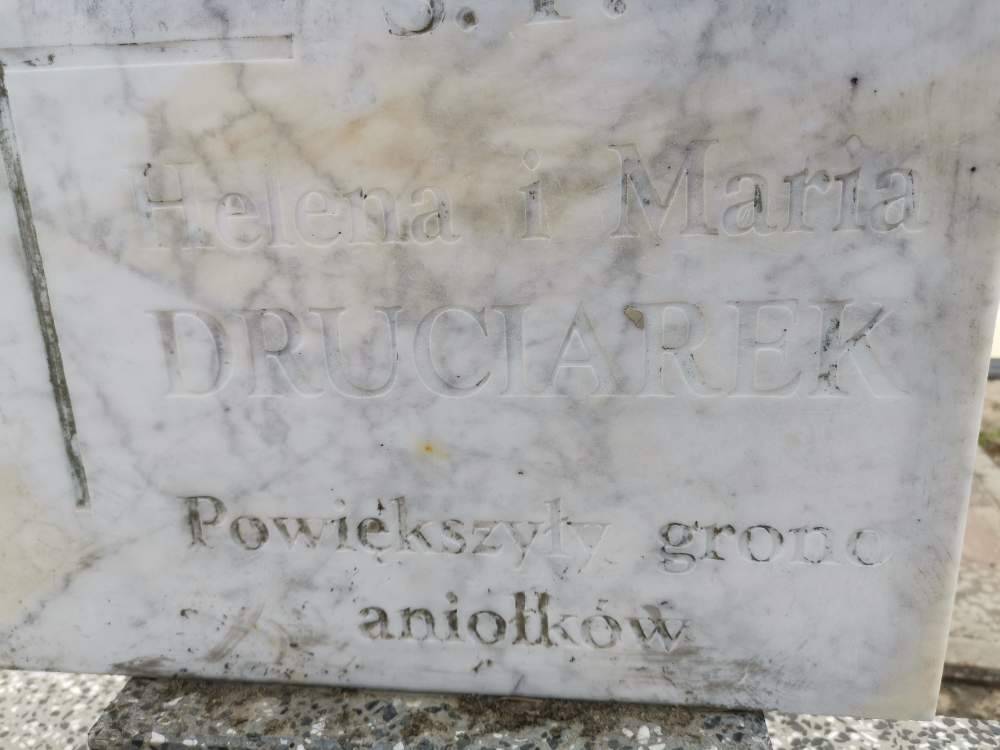 Ś. P.
Helena i Maria
DRUCIAREK
Powiększyły grono
aniołków